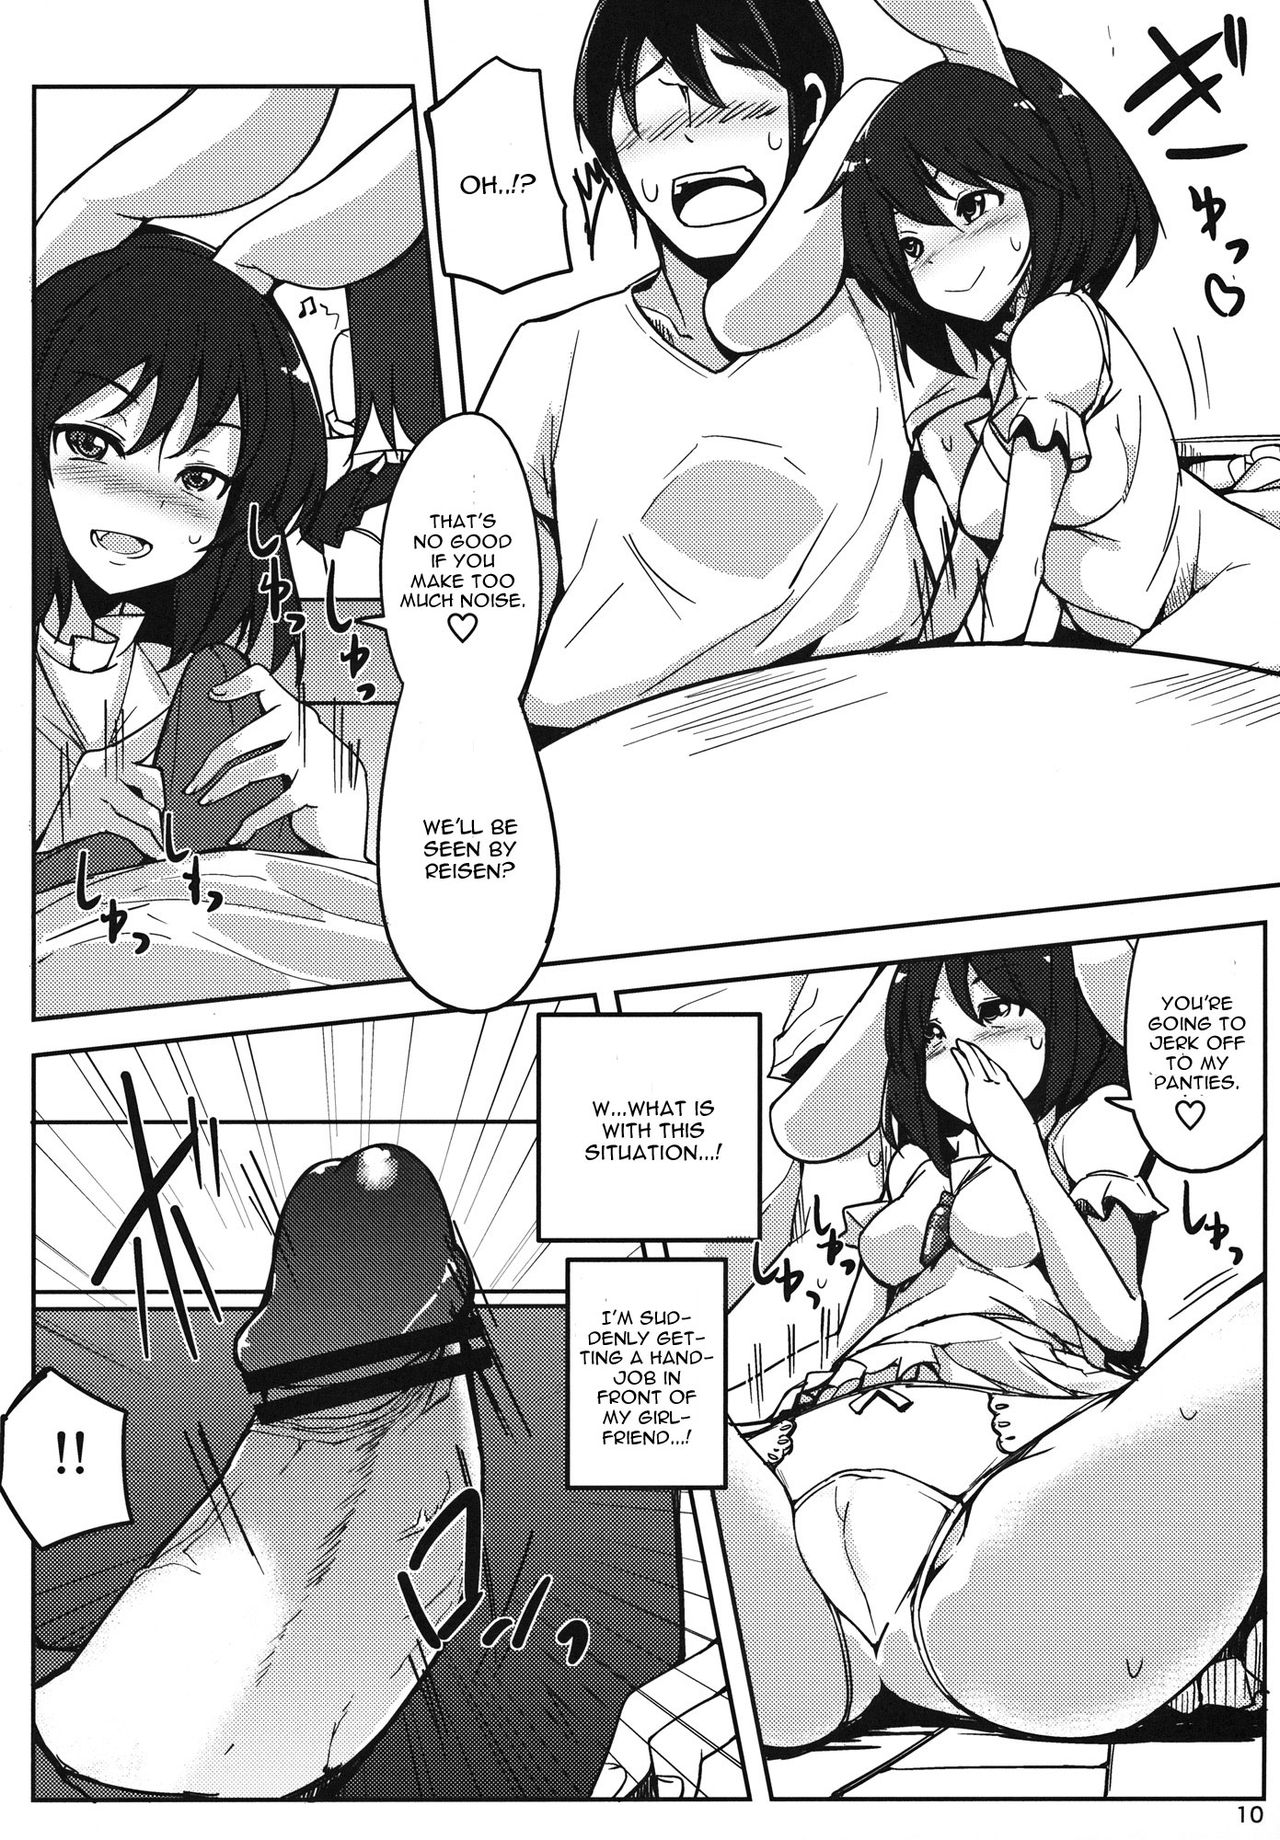 ギー
ゅっ♡
OH..!?
THAT'S
NO GOOD
IF YOU
MAKE TOO
MUCH NOISE.
♡
WE'LL BE
SEEN BY
REISEN?
♫
しゅっ
しゅっ
しゅっ
しゅっ
YOU'RE
GOING TO
JERK OFF
TO MY
PANTIES.
♡
しゅっ
しゅっ
しゅっ
W...WHAT IS
WITH THIS
SITUATION...!
I'M SUD-
DENLY GET-
TING A HAND-
JOB IN
FRONT OF
MY GIRL-
FRIEND...!
!!
10